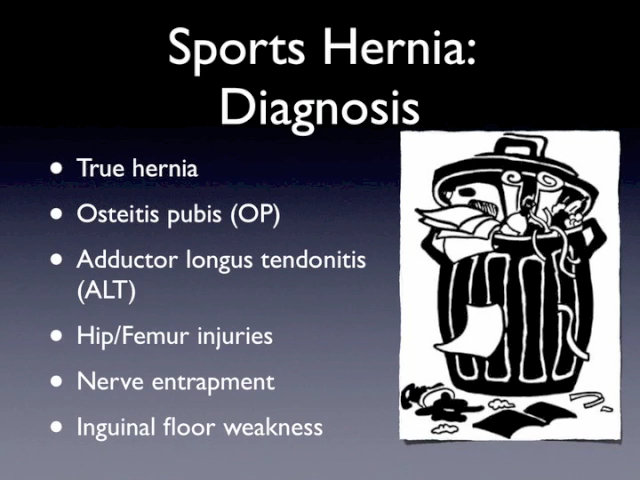 Sports Hernia:
Diagnosis
• True hernia
• Osteitis pubis (OP)
• Adductor longus tendonitis
(ALT)
• Hip/Femur injuries
• Nerve entrapment
• Inguinal floor weakness